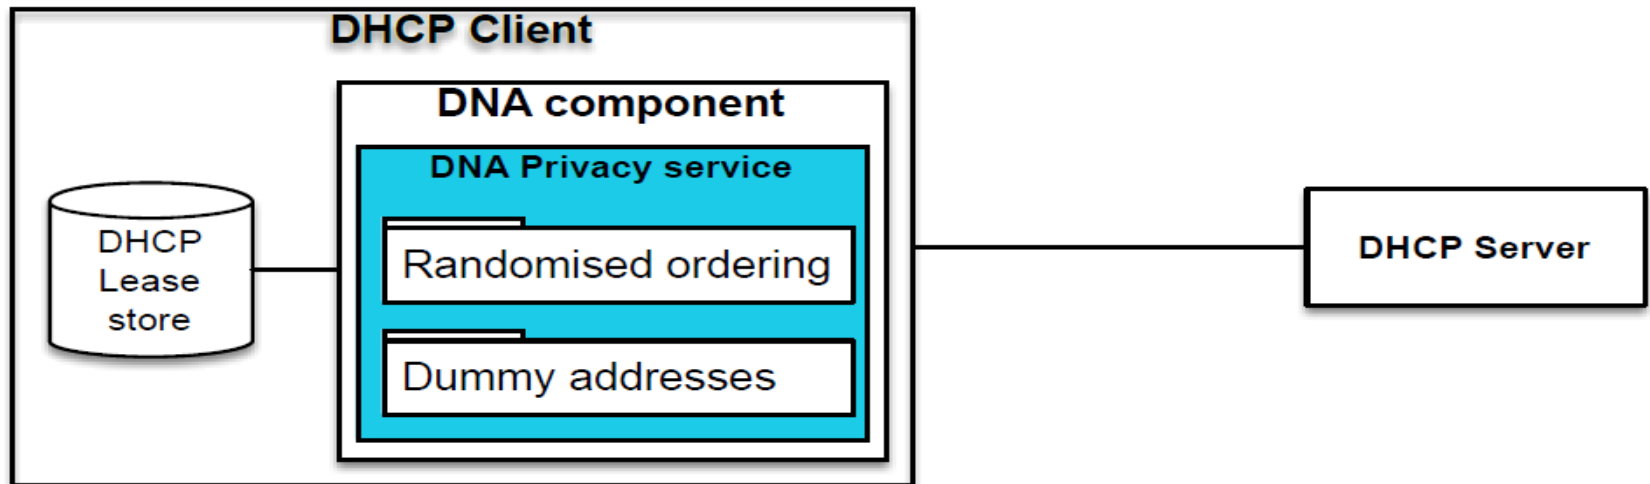 DHCP Client
DNA component
DNA Privacy service
DHCP
Lease
store
Randomised ordering
Dummy addresses
DHCP Server